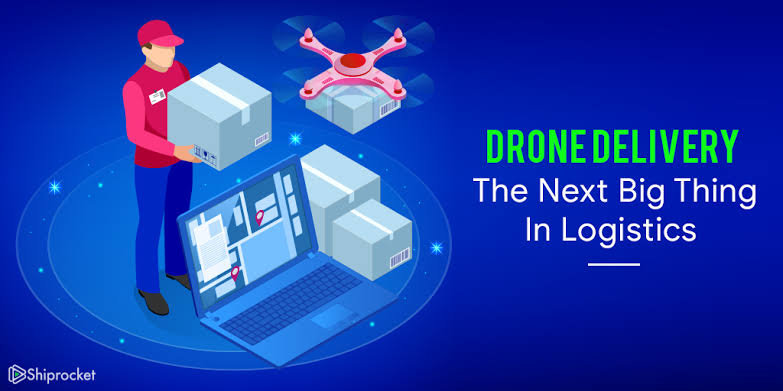 DRONE DELIVERY
The Next Big Thing
In Logistics
Shiprocket